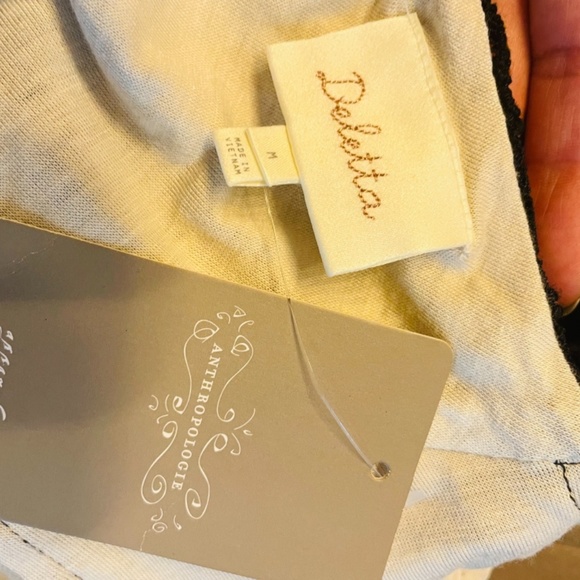 Deletta
M
MADE IN
VIETNAM
ANTHROPOLOGIE